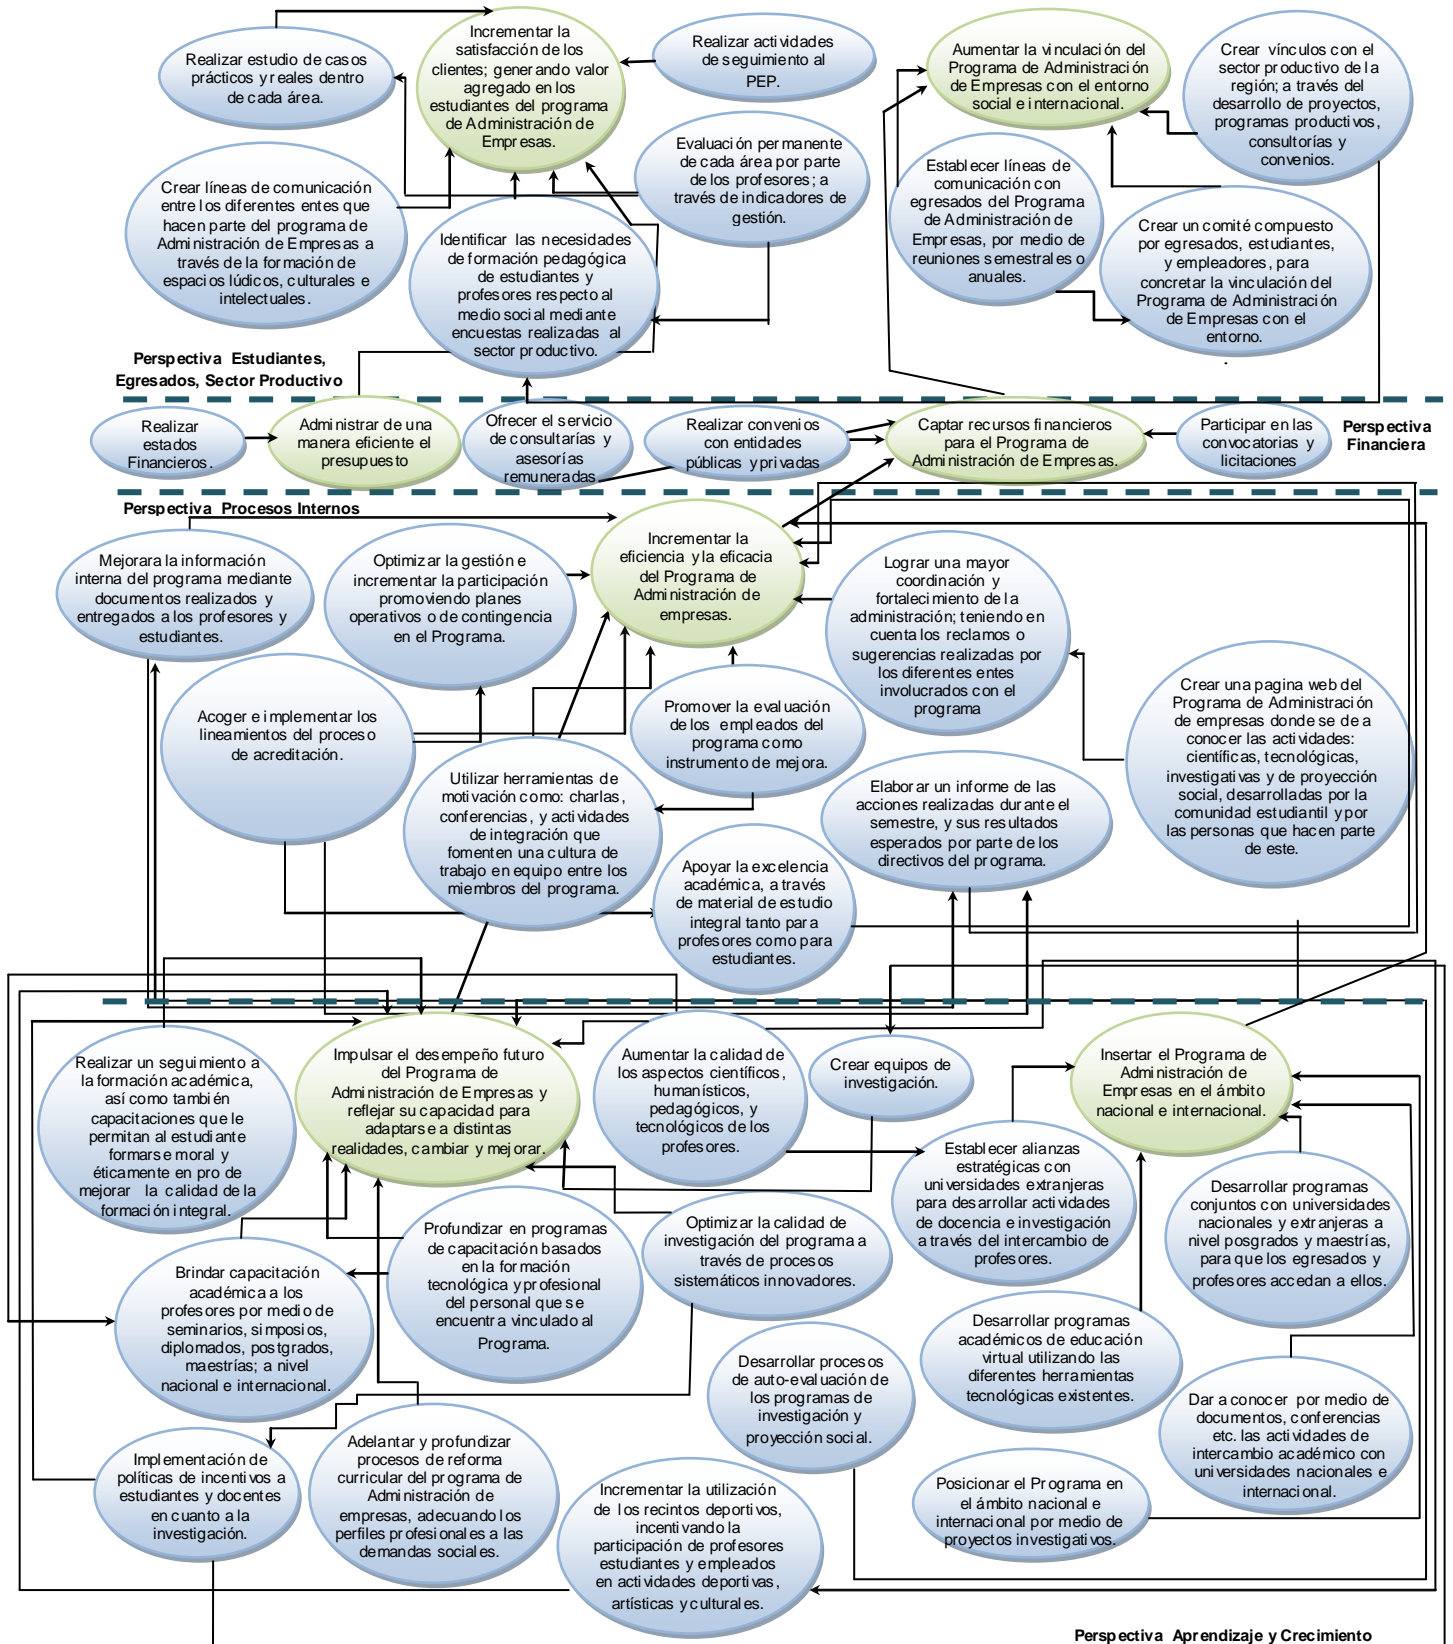 Realizar estudio de casos
prácticos y reales dentro
de cada área.
Incrementar la
satisfacción de los
clientes; generando valor
agregado en los
estudiantes del programa
de Administración de
Empresas.
Realizar actividades
de seguimiento al
PEP.
Aumentar la vinculación del
Programa de Administración
de Empresas con el entorno
social e internacional.
Crear vínculos con el
sector productivo de la
región; a través del
desarrollo de proyectos,
programas productivos,
consultorías y
convenios.
Crear líneas de comunicación
entre los diferentes entes que
hacen parte del programa de
Administración de Empresas a
través de la formación de
espacios lúdicos, culturales e
intelectuales.
Evaluación permanente
de cada área por parte
de los profesores; a
través de indicadores de
gestión.
Identificar las necesidades
de formación pedagógica
de estudiantes y
profesores respecto al
medio social mediante
encuestas realizadas al
sector productivo.
Establecer líneas de
comunicación con
egresados del Programa
de Administración de
Empresas, por medio de
reuniones semestrales o
anuales.
Crear un comité compuesto
por egresados, estudiantes,
y empleadores, para
concretar la vinculación del
Programa de Administración
de Empresas con el
entorno.
.
Perspectiva Estudiantes,
Egresados, Sector Productivo
Realizar
estados
Financieros.
Administrar de una
manera eficiente el
presupuesto
Ofrecer el servicio
de consultarías y
asesorías
remuneradas
Realizar convenios
con entidades
públicas y privadas
Captar recursos financieros
para el Programa de
Administración de Empresas.
Participar en las
convocatorias y
licitaciones
Perspectiva
Financiera
Perspectiva Procesos Internos
Mejorara la información
interna del programa mediante
documentos realizados y
entregados a los profesores y
estudiantes.
Optimizar la gestión e
incrementar la participación
promoviendo planes
operativos o de contingencia
en el Programa.
Incrementar la
eficiencia y la eficacia
del Programa de
Administración de
empresas.
Lograr una mayor
coordinación y
fortalecimiento de la
administración; teniendo en
cuenta los reclamos o
sugerencias realizadas por
los diferentes entes
involucrados con el
programa
Acoger e implementar los
lineamientos del proceso
de acreditación.
Promover la evaluación
de los empleados del
programa como
instrumento de mejora.
Crear una pagina web del
Programa de Administración
de empresas donde se de a
conocer las actividades:
científicas, tecnológicas,
investigativas y de proyección
social, desarrolladas por la
comunidad estudiantil y por
las personas que hacen parte
de este.
Utilizar herramientas de
motivación como: charlas,
conferencias, y actividades
de integración que
fomenten una cultura de
trabajo en equipo entre los
miembros del programa.
Elaborar un informe de las
acciones realizadas durante el
semestre, y sus resultados
esperados por parte de los
directivos del programa.
Apoyar la excelencia
académica, a través
de material de estudio
integral tanto para
profesores como para
estudiantes.
Realizar un seguimiento a
la formación académica,
así como también
capacitaciones que le
permitan al estudiante
formarse moral y
éticamente en pro de
mejorar la calidad de la
formación integral.
Impulsar el desempeño futuro
del Programa de
Administración de Empresas y
reflejar su capacidad para
adaptarse a distintas
realidades, cambiar y mejorar.
Aumentar la calidad de
los aspectos científicos,
humanísticos,
pedagógicos, y
tecnológicos de los
profesores.
Crear equipos de
investigación.
Insertar el Programa de
Administración de
Empresas en el ámbito
nacional e internacional.
Establecer alianzas
estratégicas con
universidades extranjeras
para desarrollar actividades
de docencia e investigación
a través del intercambio de
profesores.
Desarrollar programas
conjuntos con universidades
nacionales y extranjeras a
nivel posgrados y maestrías,
para que los egresados y
profesores accedan a ellos.
Brindar capacitación
académica a los
profesores por medio de
seminarios, simposios,
diplomados, postgrados,
maestrías; a nivel
nacional e internacional.
Profundizar en programas
de capacitación basados
en la formación
tecnológica y profesional
del personal que se
encuentra vinculado al
Programa.
Optimizar la calidad de
investigación del programa a
través de procesos
sistemáticos innovadores.
Desarrollar programas
académicos de educación
virtual utilizando las
diferentes herramientas
tecnológicas existentes.
Desarrollar procesos
de auto-evaluación de
los programas de
investigación y
proyección social.
Dar a conocer por medio de
documentos, conferencias
etc. las actividades de
intercambio académico con
universidades nacionales e
internacional.
Implementación de
políticas de incentivos a
estudiantes y docentes
en cuanto a la
investigación.
Adelantar y profundizar
procesos de reforma
curricular del programa de
Administración de
empresas, adecuando los
perfiles profesionales a las
demandas sociales.
Incrementar la utilización
de los recintos deportivos,
incentivando la
participación de profesores
estudiantes y empleados
en actividades deportivas,
artísticas y culturales.
Posicionar el Programa en
el ámbito nacional e
internacional por medio de
proyectos investigativos.
Perspectiva Aprendizaje y Crecimiento